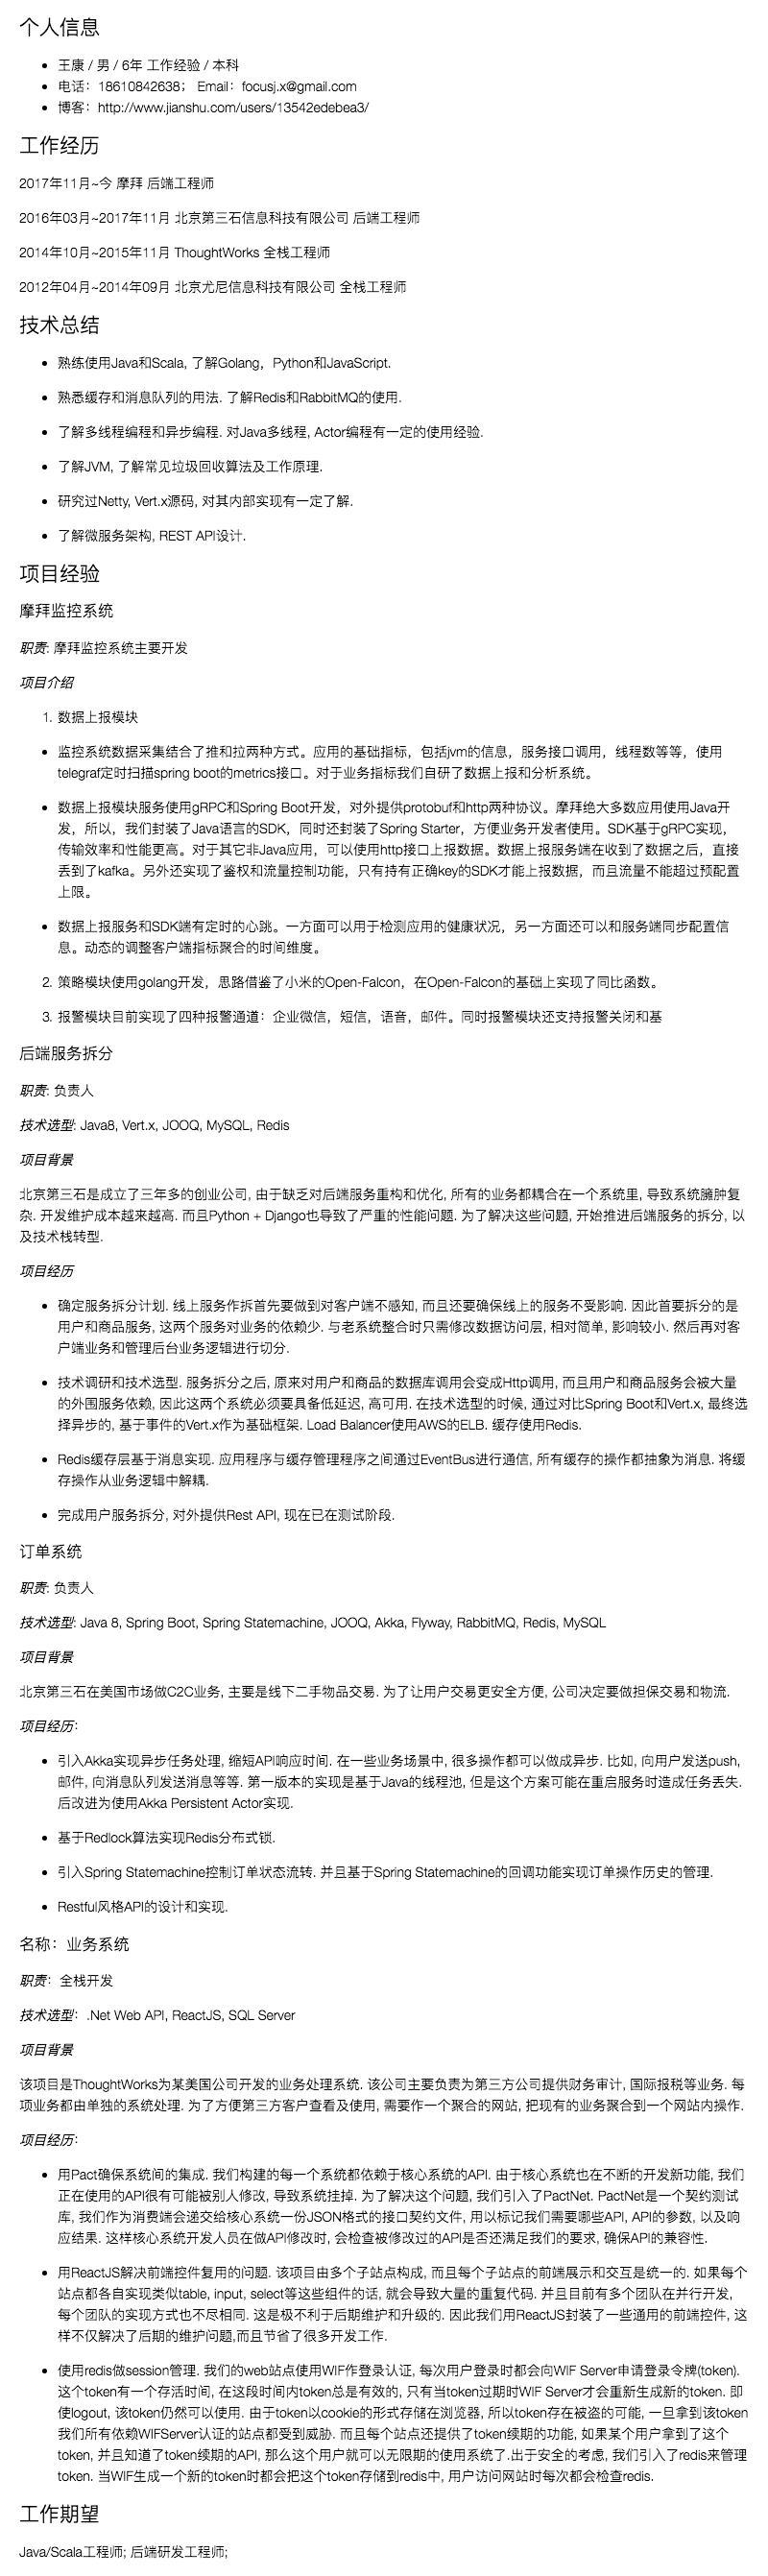 个人信息
王康 / 男 / 6年 工作经验 / 本科
电话：18610842638； Email：focusj.x@gmail.com
博客：http://www.jianshu.com/users/13542edebea3/
工作经历
2017年11月~今 摩拜 后端工程师
2016年03月~2017年11月 北京第三石信息科技有限公司 后端工程师
2014年10月~2015年11月 ThoughtWorks 全栈工程师
2012年04月~2014年09月 北京尤尼信息科技有限公司 全栈工程师
技术总结
熟练使用Java和Scala, 了解Golang，Python和JavaScript.
熟悉缓存和消息队列的用法. 了解Redis和RabbitMQ的使用.
了解多线程编程和异步编程. 对Java多线程, Actor编程有一定的使用经验.
了解JVM, 了解常见垃圾回收算法及工作原理.
研究过Netty, Vert.x源码, 对其内部实现有一定了解.
了解微服务架构, REST API设计.
项目经验
摩拜监控系统
职责: 摩拜监控系统主要开发
项目介绍
1. 数据上报模块
监控系统数据采集结合了推和拉两种方式。应用的基础指标，包括jvm的信息，服务接口调用，线程数等等，使用
telegraf定时扫描spring boot的metrics接口。对于业务指标我们自研了数据上报和分析系统。
数据上报模块服务使用gRPC和Spring Boot开发，对外提供protobuf和http两种协议。摩拜绝大多数应用使用Java开
发，所以，我们封装了Java语言的SDK，同时还封装了Spring Starter，方便业务开发者使用。SDK基于gRPC实现，
传输效率和性能更高。对于其它非Java应用，可以使用http接口上报数据。数据上报服务端在收到了数据之后，直接
丢到了kafka。另外还实现了鉴权和流量控制功能，只有持有正确key的SDK才能上报数据，而且流量不能超过预配置
上限。
数据上报服务和SDK端有定时的心跳。一方面可以用于检测应用的健康状况，另一方面还可以和服务端同步配置信
息。动态的调整客户端指标聚合的时间维度。
2. 策略模块使用golang开发，思路借鉴了小米的Open-Falcon，在Open-Falcon的基础上实现了同比函数。
3. 报警模块目前实现了四种报警通道：企业微信，短信，语音，邮件。同时报警模块还支持报警关闭和基
后端服务拆分
职责: 负责人
技术选型: Java8, Vert.x, JOOQ, MySQL, Redis
项目背景
北京第三石是成立了三年多的创业公司, 由于缺乏对后端服务重构和优化, 所有的业务都耦合在一个系统里, 导致系统臃肿复
杂. 开发维护成本越来越高. 而且Python + Django也导致了严重的性能问题. 为了解决这些问题, 开始推进后端服务的拆分, 以
及技术栈转型.
项目经历
确定服务拆分计划. 线上服务作拆首先要做到对客户端不感知, 而且还要确保线上的服务不受影响. 因此首要拆分的是
用户和商品服务, 这两个服务对业务的依赖少. 与老系统整合时只需修改数据访问层, 相对简单, 影响较小. 然后再对客
户端业务和管理后台业务逻辑进行切分.
技术调研和技术选型. 服务拆分之后, 原来对用户和商品的数据库调用会变成Http调用, 而且用户和商品服务会被大量
的外围服务依赖, 因此这两个系统必须要具备低延迟, 高可用. 在技术选型的时候, 通过对比Spring Boot和Vert.x, 最终选
择异步的, 基于事件的Vert.x作为基础框架. Load Balancer使用AWS的ELB. 缓存使用Redis.
Redis缓存层基于消息实现. 应用程序与缓存管理程序之间通过EventBus进行通信, 所有缓存的操作都抽象为消息. 将缓
存操作从业务逻辑中解耦.
完成用户服务拆分, 对外提供Rest API, 现在已在测试阶段.
订单系统
职责: 负责人
技术选型: Java 8, Spring Boot, Spring Statemachine, JOOQ, Akka, Flyway, RabbitMQ, Redis, MySQL
项目背景
北京第三石在美国市场做C2C业务, 主要是线下二手物品交易. 为了让用户交易更安全方便, 公司决定要做担保交易和物流.
项目经历：
引入Akka实现异步任务处理, 缩短API响应时间. 在一些业务场景中, 很多操作都可以做成异步. 比如, 向用户发送push,
邮件, 向消息队列发送消息等等. 第一版本的实现是基于Java的线程池, 但是这个方案可能在重启服务时造成任务丢失.
后改进为使用Akka Persistent Actor实现.
基于Redlock算法实现Redis分布式锁.
引入Spring Statemachine控制订单状态流转. 并且基于Spring Statemachine的回调功能实现订单操作历史的管理.
Restful风格API的设计和实现.
名称：业务系统
职责：全栈开发
技术选型：.Net Web API, ReactJS, SQL Server
项目背景
该项目是ThoughtWorks为某美国公司开发的业务处理系统. 该公司主要负责为第三方公司提供财务审计, 国际报税等业务. 每
项业务都由单独的系统处理. 为了方便第三方客户查看及使用, 需要作一个聚合的网站, 把现有的业务聚合到一个网站内操作.
项目经历：
用Pact确保系统间的集成. 我们构建的每一个系统都依赖于核心系统的API. 由于核心系统也在不断的开发新功能, 我们
正在使用的API很有可能被别人修改, 导致系统挂掉. 为了解决这个问题, 我们引入了PactNet. PactNet是一个契约测试
库, 我们作为消费端会递交给核心系统一份JSON格式的接口契约文件, 用以标记我们需要哪些API, API的参数, 以及响
应结果. 这样核心系统开发人员在做API修改时, 会检查被修改过的API是否还满足我们的要求, 确保API的兼容性.
用ReactJS解决前端控件复用的问题. 该项目由多个子站点构成, 而且每个子站点的前端展示和交互是统一的. 如果每个
站点都各自实现类似table, input, select等这些组件的话, 就会导致大量的重复代码. 并且目前有多个团队在并行开发,
每个团队的实现方式也不尽相同. 这是极不利于后期维护和升级的. 因此我们用ReactJS封装了一些通用的前端控件, 这
样不仅解决了后期的维护问题,而且节省了很多开发工作.
使用redis做session管理. 我们的web站点使用WIF作登录认证, 每次用户登录时都会向WIF Server申请登录令牌(token).
这个token有一个存活时间, 在这段时间内token总是有效的, 只有当token过期时WIF Server才会重新生成新的token. 即
使logout, 该token仍然可以使用. 由于token以cookie的形式存储在浏览器, 所以token存在被盗的可能, 一旦拿到该token
我们所有依赖WIFServer认证的站点都受到威胁. 而且每个站点还提供了token续期的功能, 如果某个用户拿到了这个
token, 并且知道了token续期的API, 那么这个用户就可以无限期的使用系统了.出于安全的考虑, 我们引入了redis来管理
token. 当WIF生成一个新的token时都会把这个token存储到redis中, 用户访问网站时每次都会检查redis.
工作期望
Java/Scala工程师; 后端研发工程师;